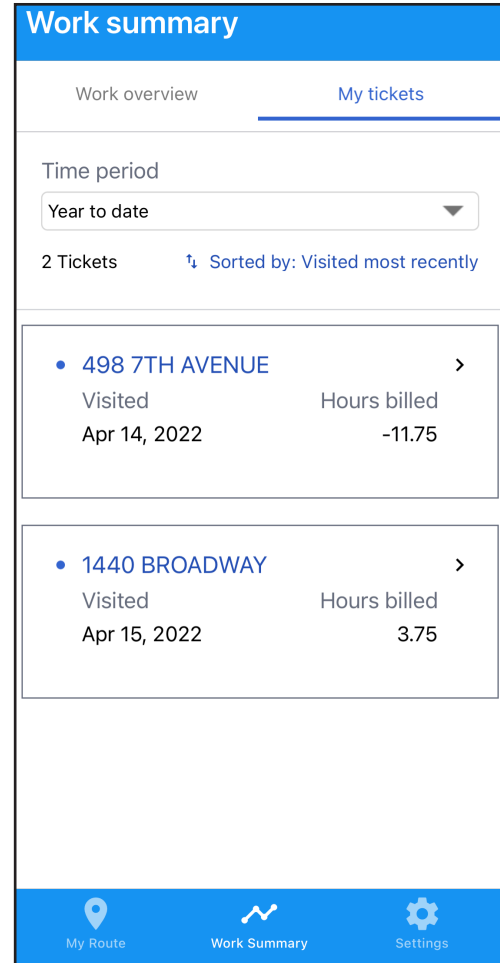 Work summary
Work overview My tickets
Time period
Year to date
2 Tickets Sorted by: Visited most recently
498 7TH AVENUE
Visited Hours billed
Apr 14, 2022 -11.75
1440 BROADWAY
Visited Hours billed
Apr 15, 2022 3.75
My Route Work Summary Settings